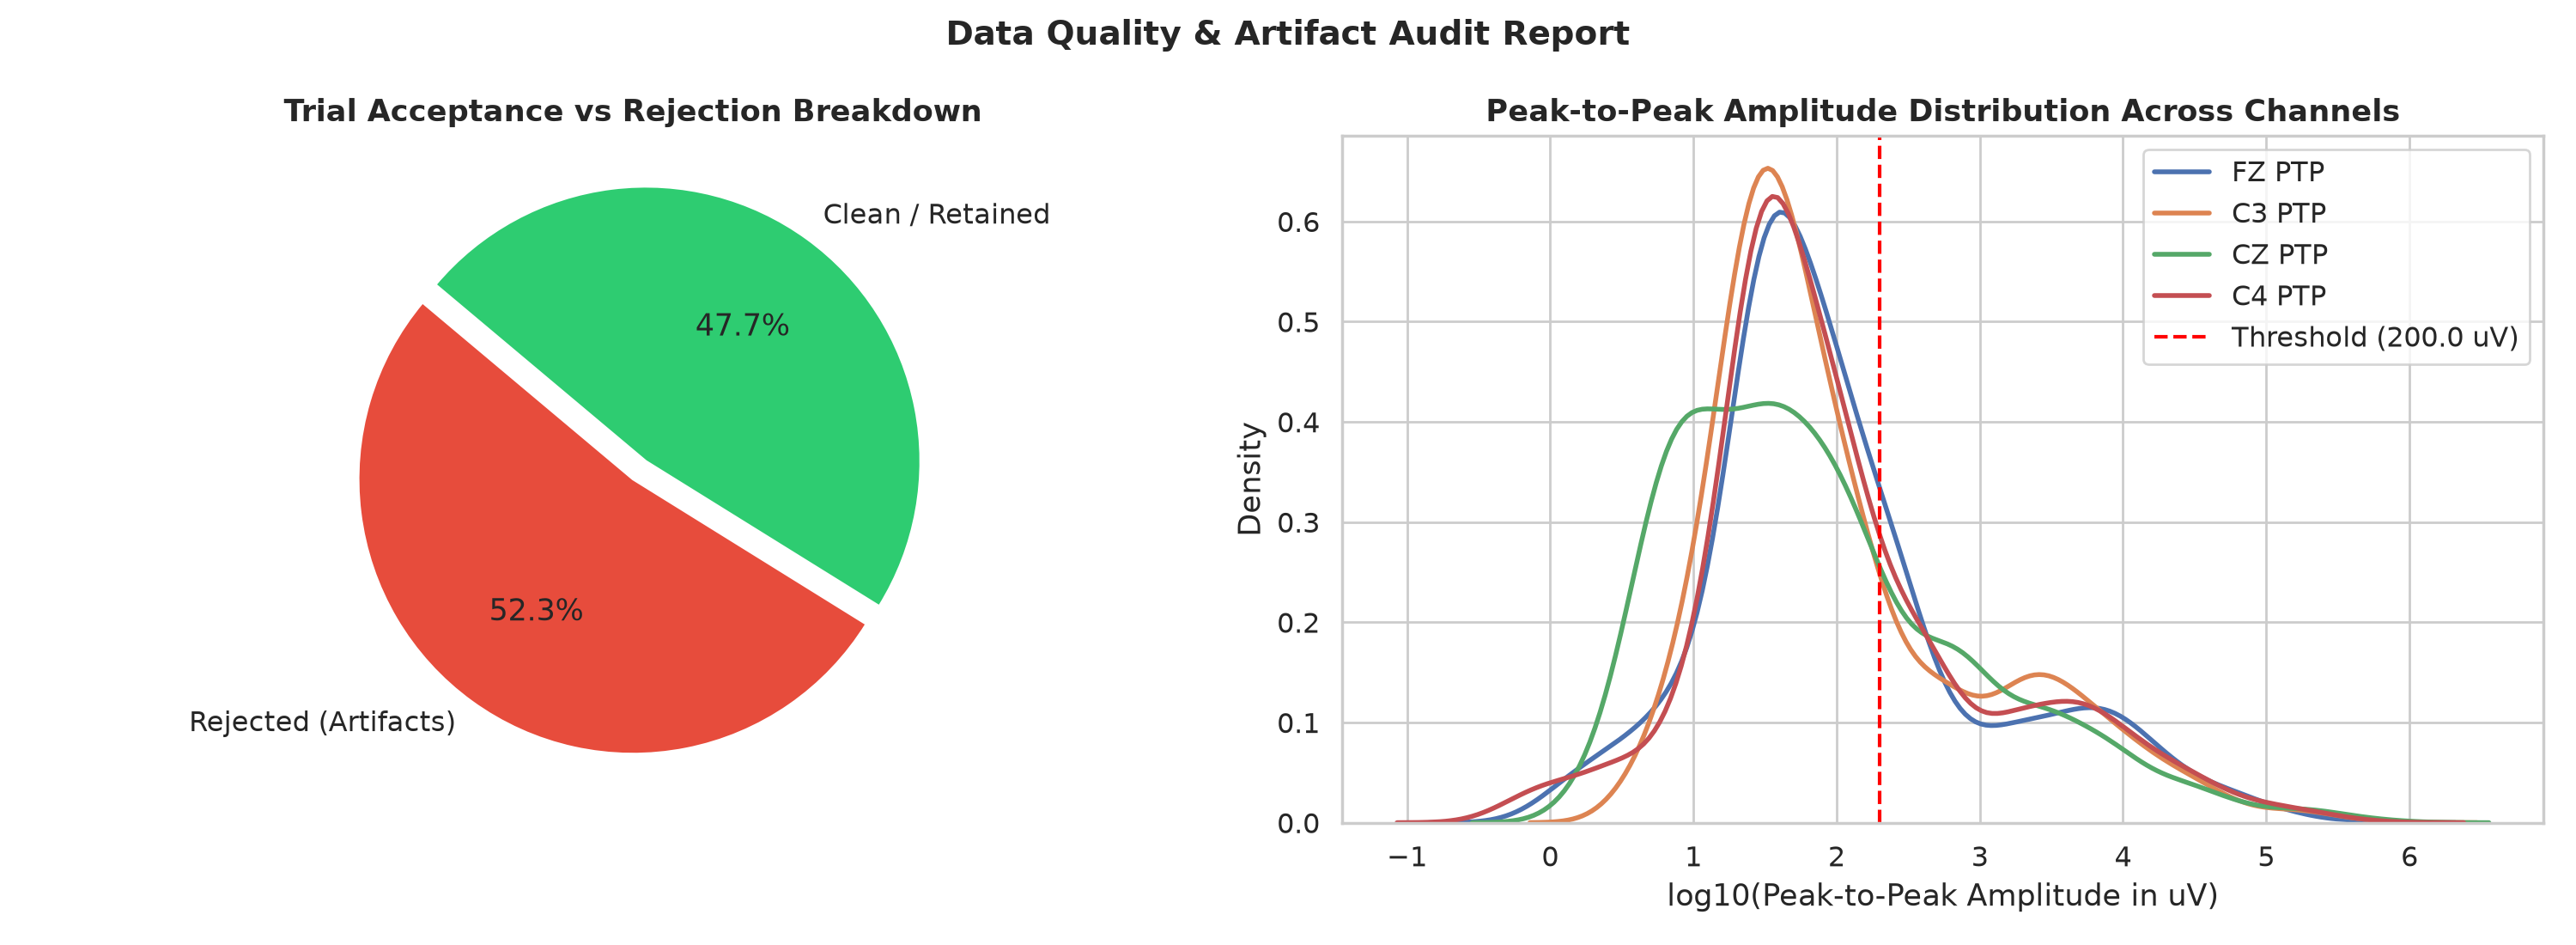 Data Quality & Artifact Audit Report
Trial Acceptance vs Rejection Breakdown
Clean / Retained
47.7%
52.3%
Rejected (Artifacts)
Peak-to-Peak Amplitude Distribution Across Channels
FZ PTP
C3 PTP
CZ PTP
C4 PTP
Threshold (200.0 uV)
Density
0.6
0.5
0.4
0.3
0.2
0.1
0.0
−1 0 1 2 3 4 5 6
log10(Peak-to-Peak Amplitude in uV)